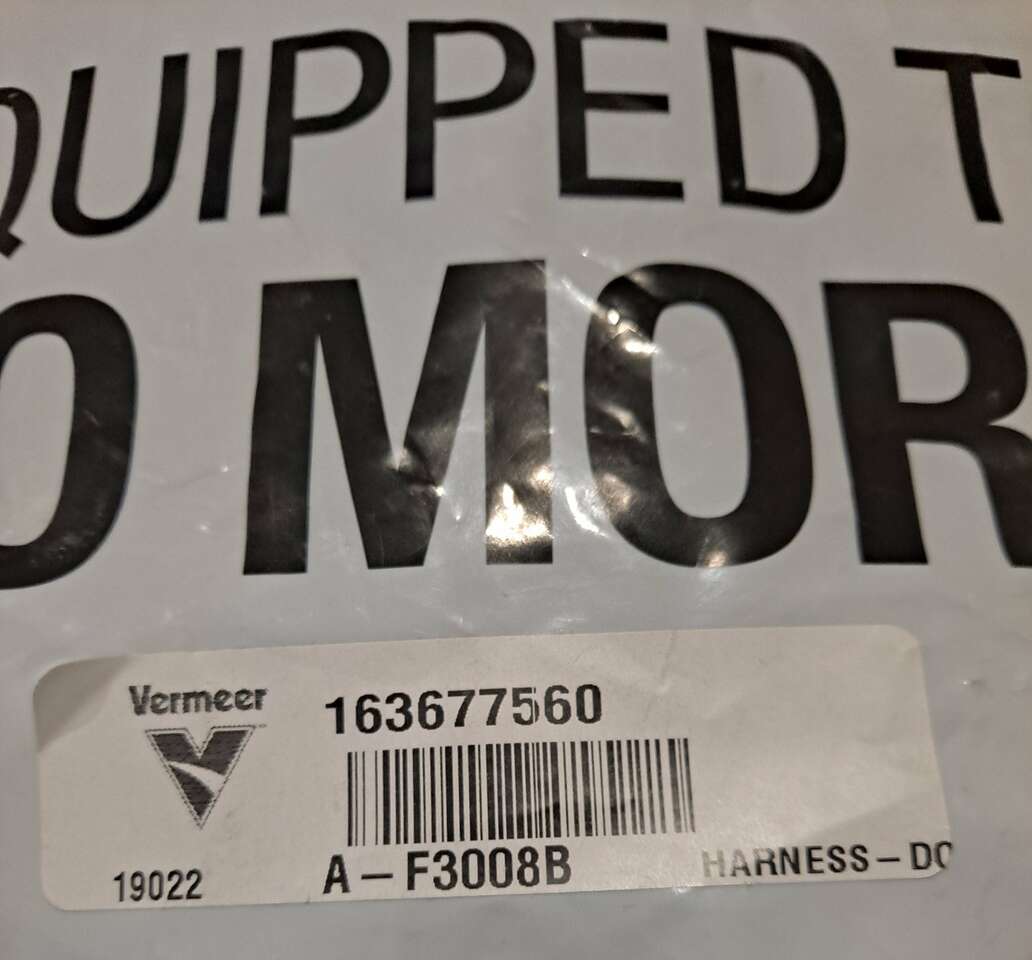 QUIPPED T
O MOR
Vermeer
163677560
A - F3008B
HARNESS - DO
19022